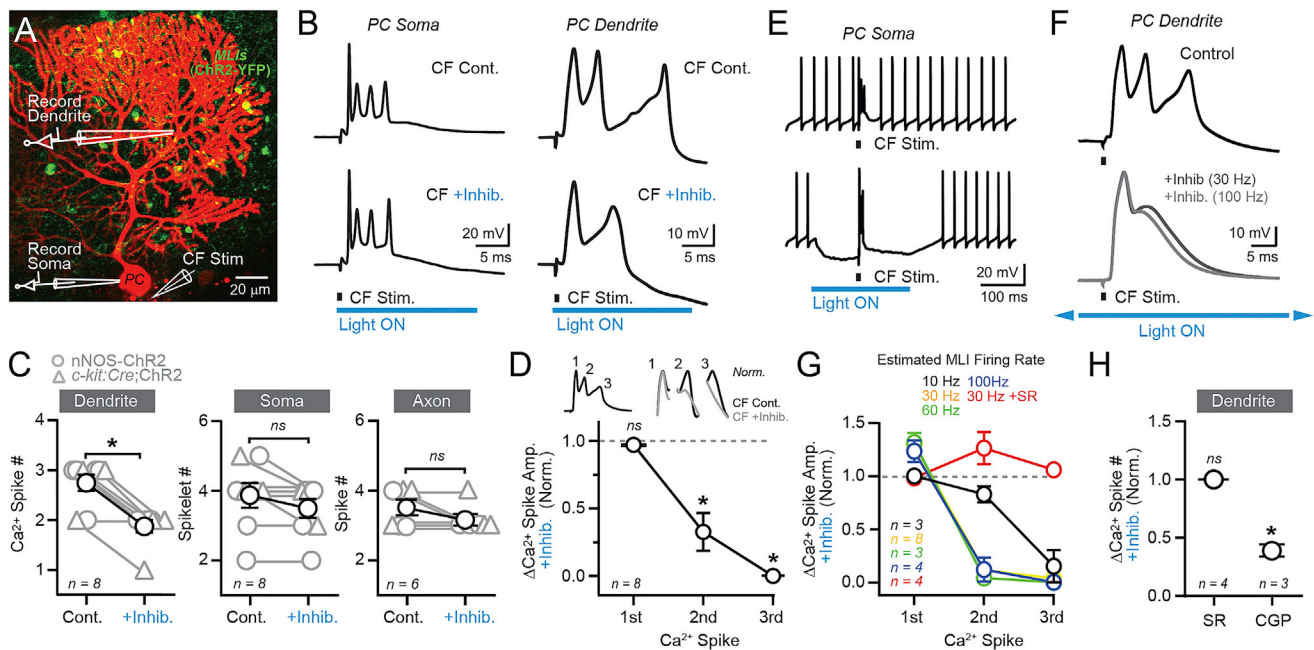 A
MLIs
(ChR2-YFP)
Record
Dendrite
Record
Soma
PC
CF Stim
20 µm
B
PC Soma
PC Dendrite
CF Cont.
CF Cont.
CF +Inhib.
CF +Inhib.
20 mV
5 ms
10 mV
5 ms
CF Stim.
CF Stim.
Light ON
Light ON
E
PC Soma
CF Stim.
CF Stim.
Light ON
20 mV
100 ms
F
PC Dendrite
Control
+Inhib (30 Hz)
+Inhib. (100 Hz)
10 mV
5 ms
CF Stim.
Light ON
C
nNOS-ChR2
c-kit:Cre;ChR2
Dendrite
Soma
Axon
*
ns
ns
Ca²⁺ Spike #
4
3
2
1
n = 8
Cont.
+Inhib.
Spikelet #
6
4
2
n = 8
Cont.
+Inhib.
Spike #
6
4
2
n = 6
Cont.
+Inhib.
D
1
2
3
1
2
3
Norm.
CF Cont.
CF +Inhib.
ns
*
*
ΔCa²⁺ Spike Amp.
+Inhib. (Norm.)
1.0
0.5
0.0
n = 8
1st
2nd
3rd
Ca²⁺ Spike
G
Estimated MLI Firing Rate
10 Hz
100Hz
30 Hz
30 Hz +SR
60 Hz
ΔCa²⁺ Spike Amp.
+Inhib. (Norm.)
1.5
1.0
0.5
0.0
n = 3
n = 8
n = 3
n = 4
n = 4
1st
2nd
3rd
Ca²⁺ Spike
H
Dendrite
ns
*
ΔCa²⁺ Spike #
+Inhib. (Norm.)
1.5
1.0
0.5
0.0
n = 4
n = 3
SR
CGP